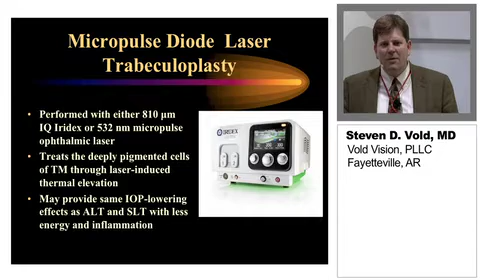 Micropulse Diode Laser
Trabeculoplasty
• Performed with either 810 µm
IQ Iridex or 532 nm micropulse
ophthalmic laser
• Treats the deeply pigmented cells
of TM through laser-induced
thermal elevation
• May provide same IOP-lowering
effects as ALT and SLT with less
energy and inflammation
IRIDEX
Steven D. Vold, MD
Vold Vision, PLLC
Fayetteville, AR